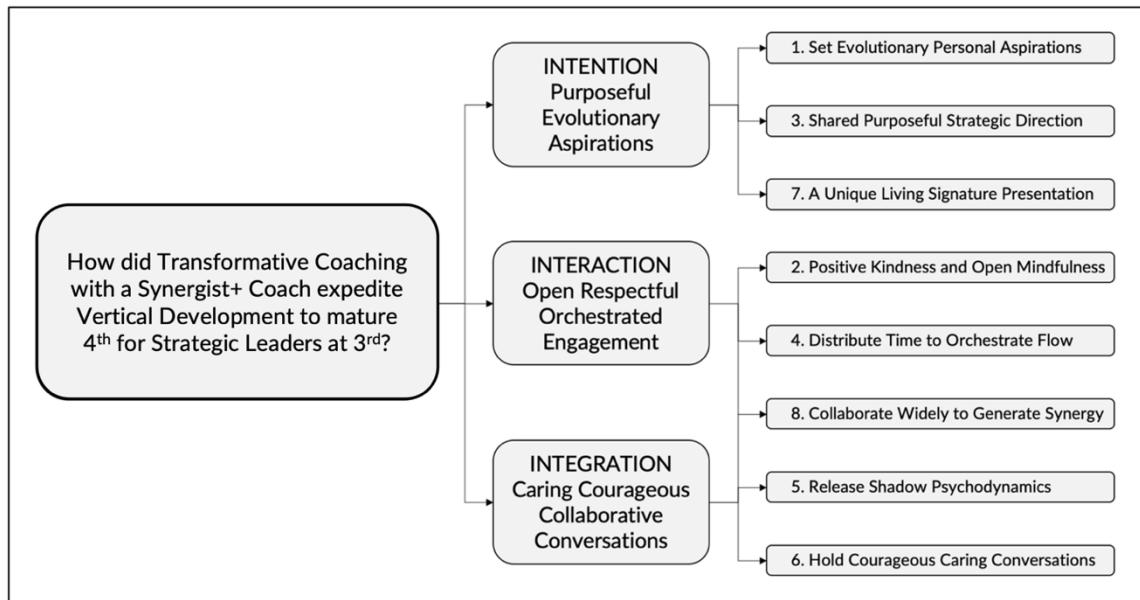 How did Transformative Coaching
with a Synergist+ Coach expedite
Vertical Development to mature
4th for Strategic Leaders at 3rd?
INTENTION
Purposeful
Evolutionary
Aspirations
1. Set Evolutionary Personal Aspirations
3. Shared Purposeful Strategic Direction
7. A Unique Living Signature Presentation
INTERACTION
Open Respectful
Orchestrated
Engagement
2. Positive Kindness and Open Mindfulness
4. Distribute Time to Orchestrate Flow
8. Collaborate Widely to Generate Synergy
INTEGRATION
Caring Courageous
Collaborative
Conversations
5. Release Shadow Psychodynamics
6. Hold Courageous Caring Conversations